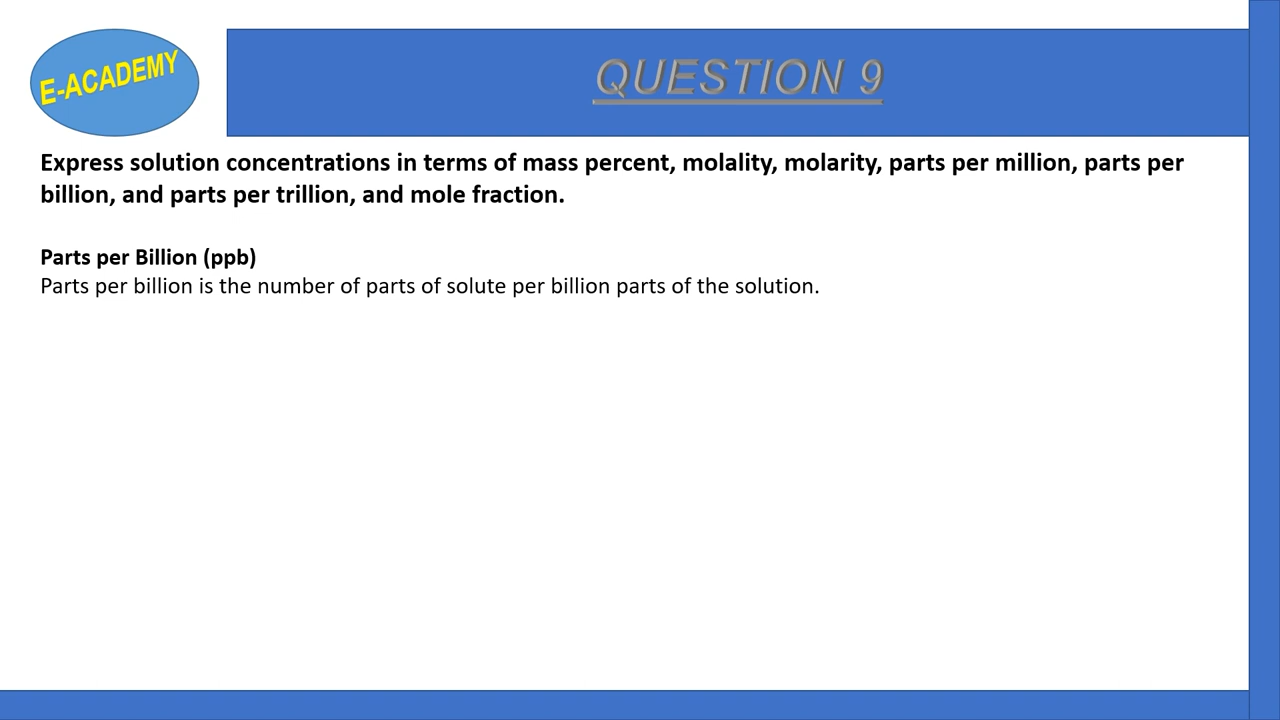 E-ACADEMY
QUESTION 9
Express solution concentrations in terms of mass percent, molality, molarity, parts per million, parts per
billion, and parts per trillion, and mole fraction.
Parts per Billion (ppb)
Parts per billion is the number of parts of solute per billion parts of the solution.